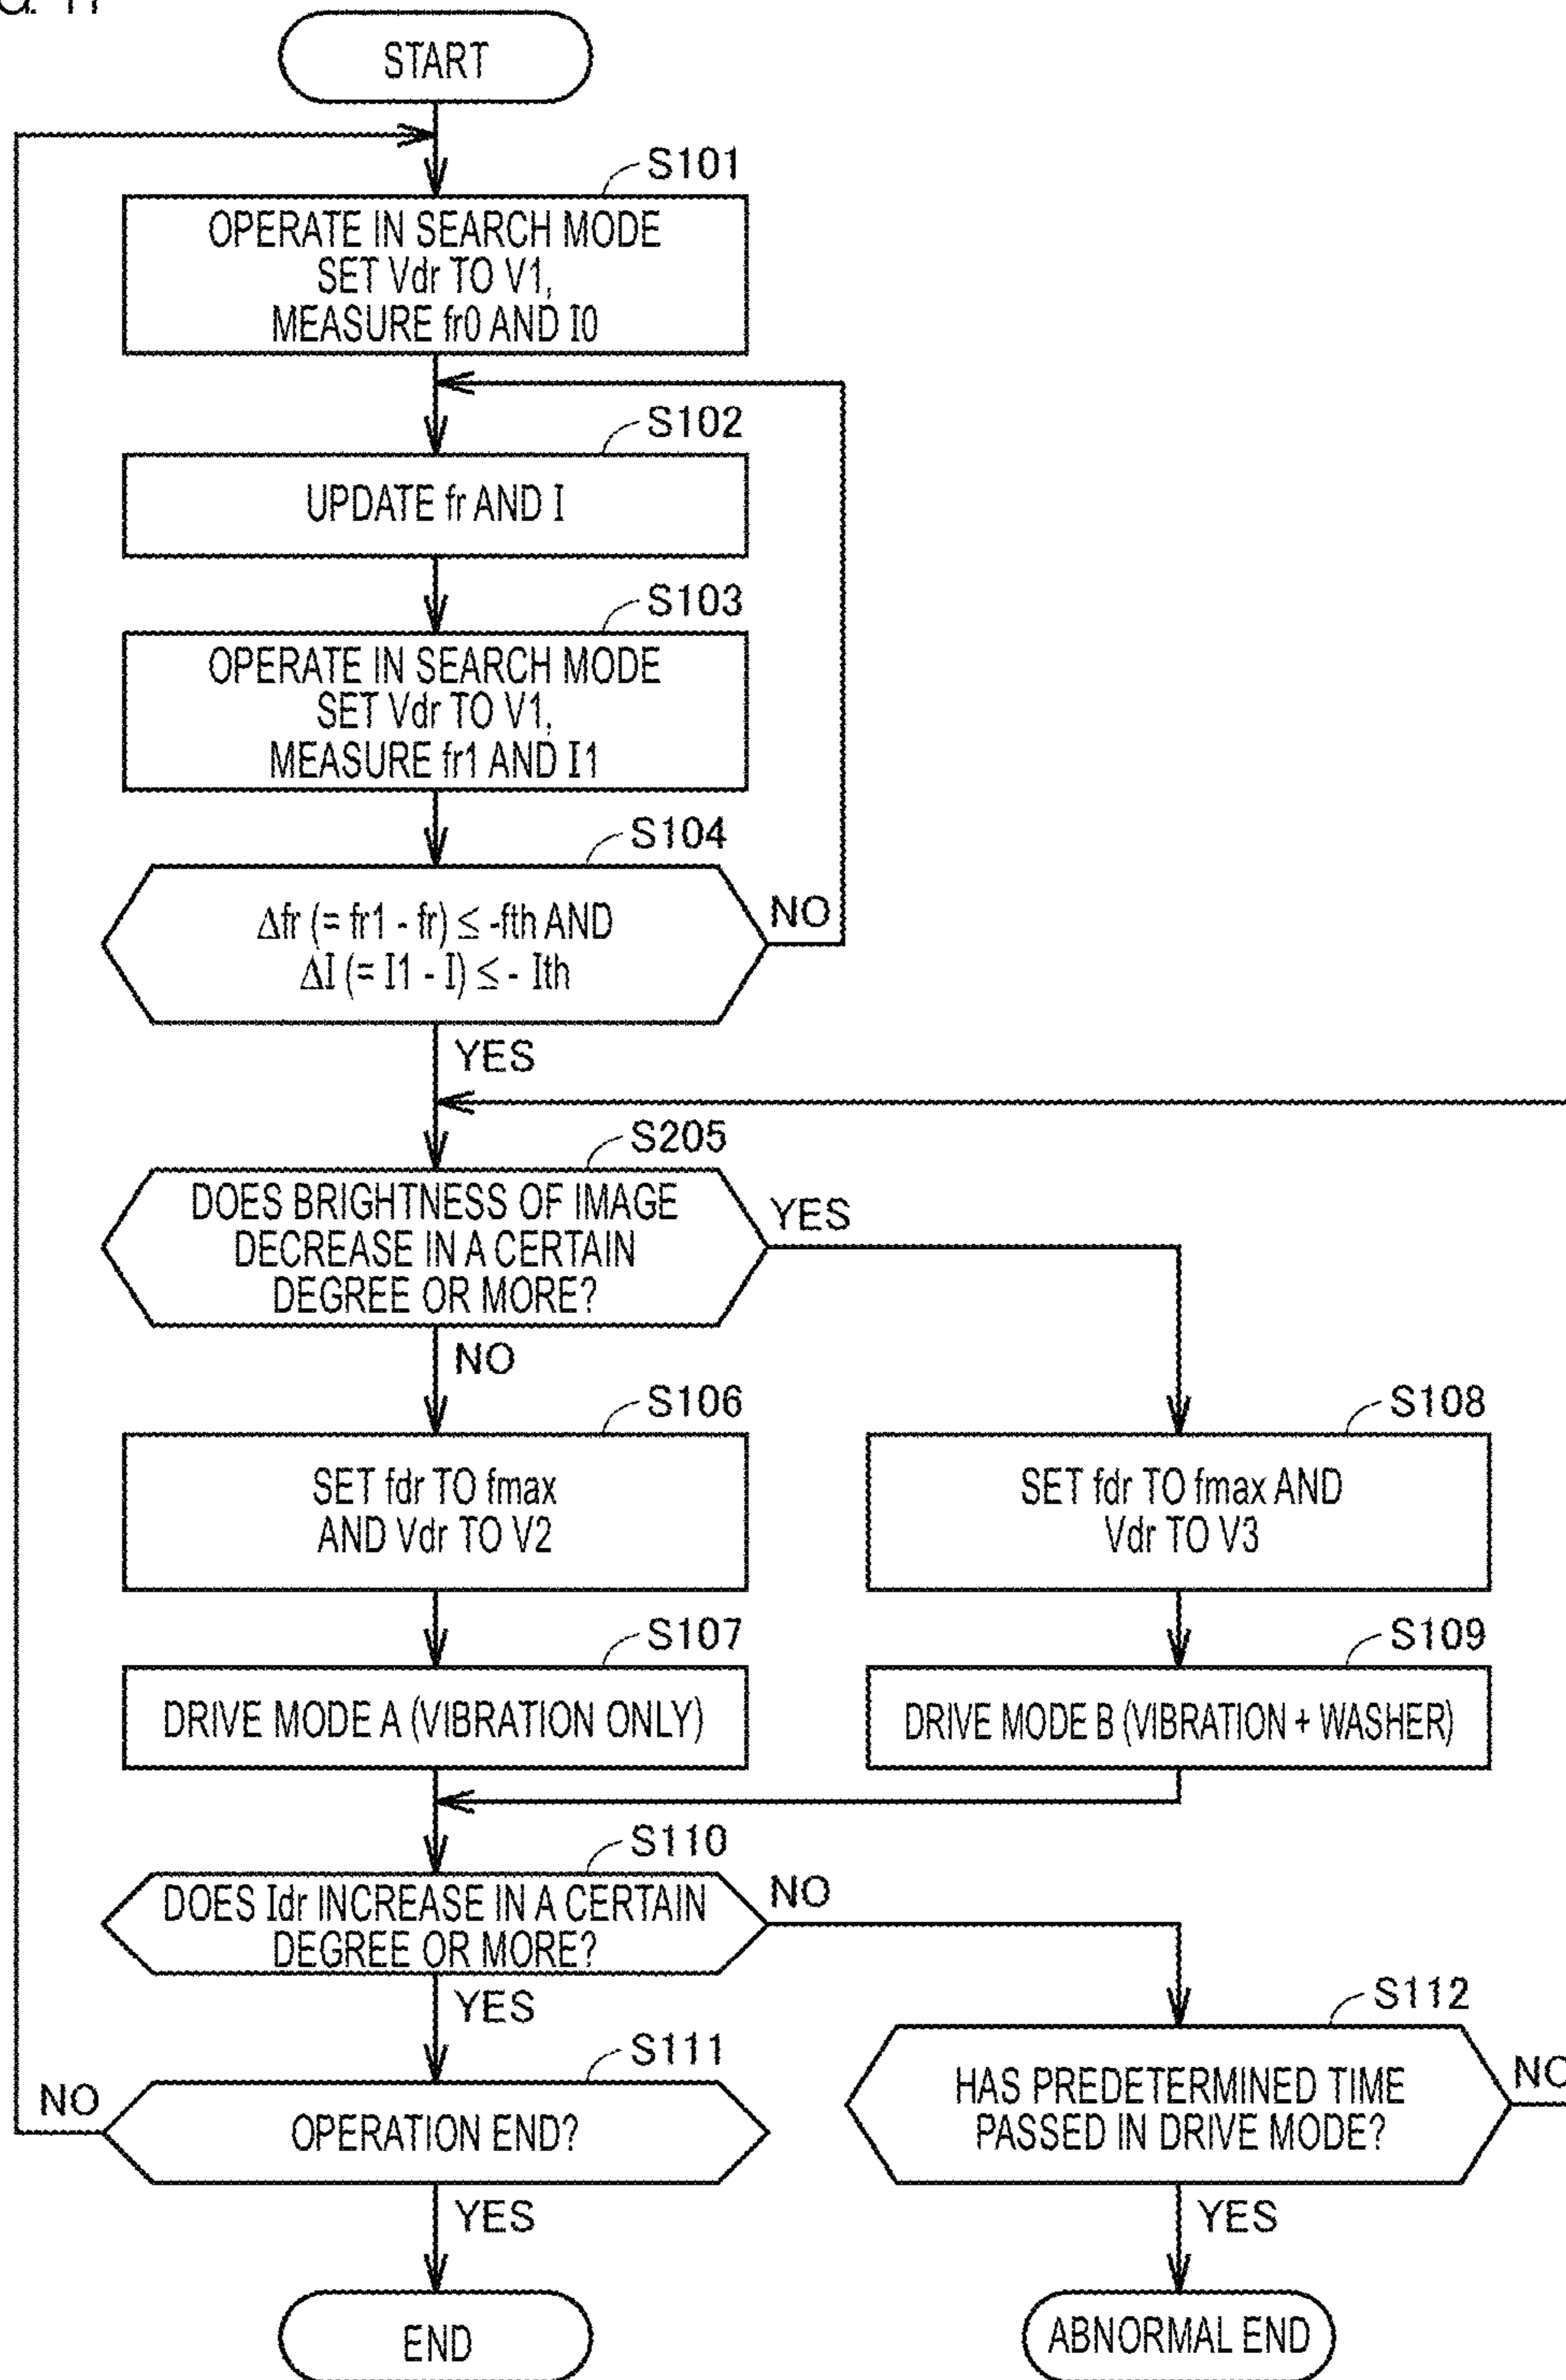 START
S101
OPERATE IN SEARCH MODE
SET Vdr TO V1,
MEASURE fr0 AND I0
S102
UPDATE fr AND I
S103
OPERATE IN SEARCH MODE
SET Vdr TO V1,
MEASURE fr1 AND I1
S104
Δfr (= fr1 - fr) ≤ -fth AND
ΔI (= I1 - I) ≤ - Ith
NO
YES
S205
DOES BRIGHTNESS OF IMAGE
DECREASE IN A CERTAIN
DEGREE OR MORE?
YES
NO
S106
SET fdr TO fmax
AND Vdr TO V2
S108
SET fdr TO fmax AND
Vdr TO V3
S107
DRIVE MODE A (VIBRATION ONLY)
S109
DRIVE MODE B (VIBRATION + WASHER)
S110
DOES Idr INCREASE IN A CERTAIN
DEGREE OR MORE?
NO
YES
S112
HAS PREDETERMINED TIME
PASSED IN DRIVE MODE?
NO
S111
NO
OPERATION END?
YES
YES
END
ABNORMAL END